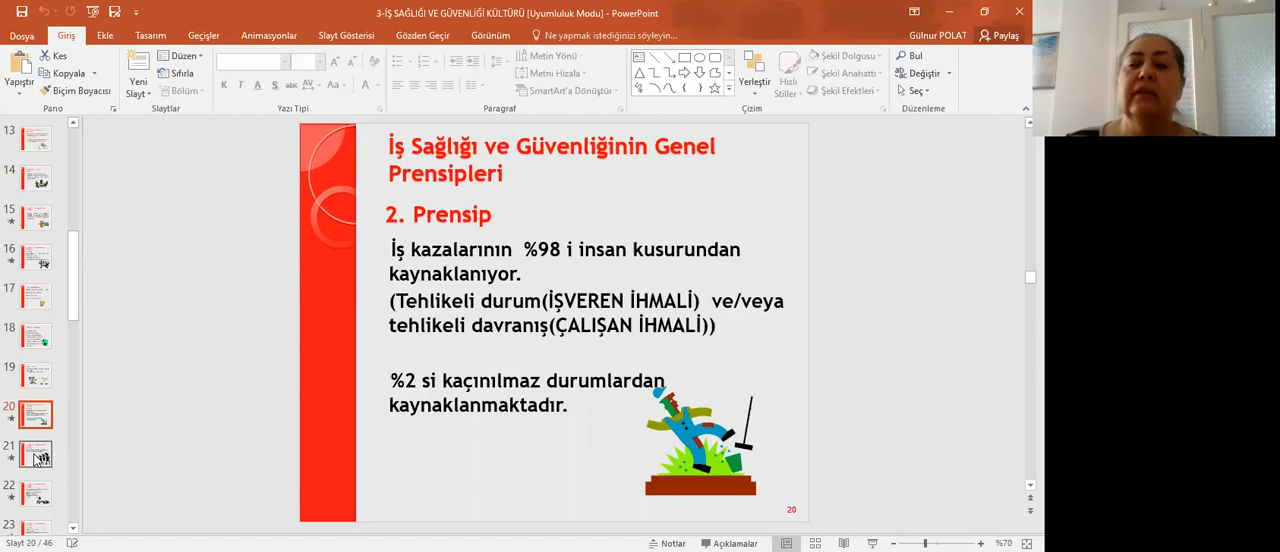 3-İŞ SAĞLIĞI VE GÜVENLİĞİ KÜLTÜRÜ [Uyumluluk Modu] - PowerPoint
Dosya Giriş Ekle Tasarım Geçişler Animasyonlar Slayt Gösterisi Gözden Geçir Görünüm Ne yapmak istediğinizi söyleyin... Gülnur POLAT Paylaş
Yapıştır
Kes
Kopyala
Biçim Boyacısı
Pano
Yeni
Slayt
Düzen
Sıfırla
Bölüm
Slaytlar
K T A S abc Aa A
Yazı Tipi
Metin Yönü
Metni Hizala
SmartArt'a Dönüştür
Paragraf
Yerleştir
Hızlı
Stiller
Şekil Dolgusu
Şekil Anahattı
Şekil Efektleri
Çizim
Bul
Değiştir
Seç
Düzenleme
13
14
15
16
17
18
19
20
21
22
23
İş Sağlığı ve Güvenliğinin Genel
Prensipleri
2. Prensip
İş kazalarının %98 i insan kusurundan
kaynaklanıyor.
(Tehlikeli durum(İŞVEREN İHMALİ) ve/veya
tehlikeli davranış(ÇALIŞAN İHMALİ))
%2 si kaçınılmaz durumlardan
kaynaklanmaktadır.
20
Slayt 20 / 46 Notlar Açıklamalar %70